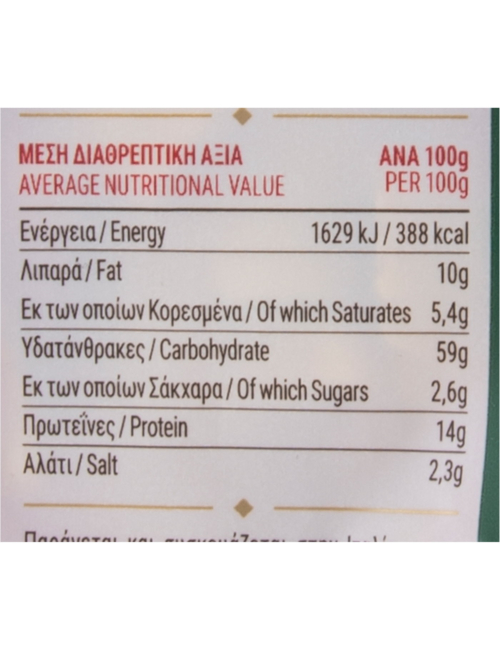 ΜΕΣΗ ΔΙΑΘΡΕΠΤΙΚΗ ΑΞΙΑ ΑΝΑ 100g
AVERAGE NUTRITIONAL VALUE PER 100g
Ενέργεια / Energy 1629 kJ / 388 kcal
Λιπαρά / Fat 10g
Εκ των οποίων Κορεσμένα / Of which Saturates 5,4g
Υδατάνθρακες / Carbohydrate 59g
Εκ των οποίων Σάκχαρα / Of which Sugars 2,6g
Πρωτεΐνες / Protein 14g
Αλάτι / Salt 2,3g